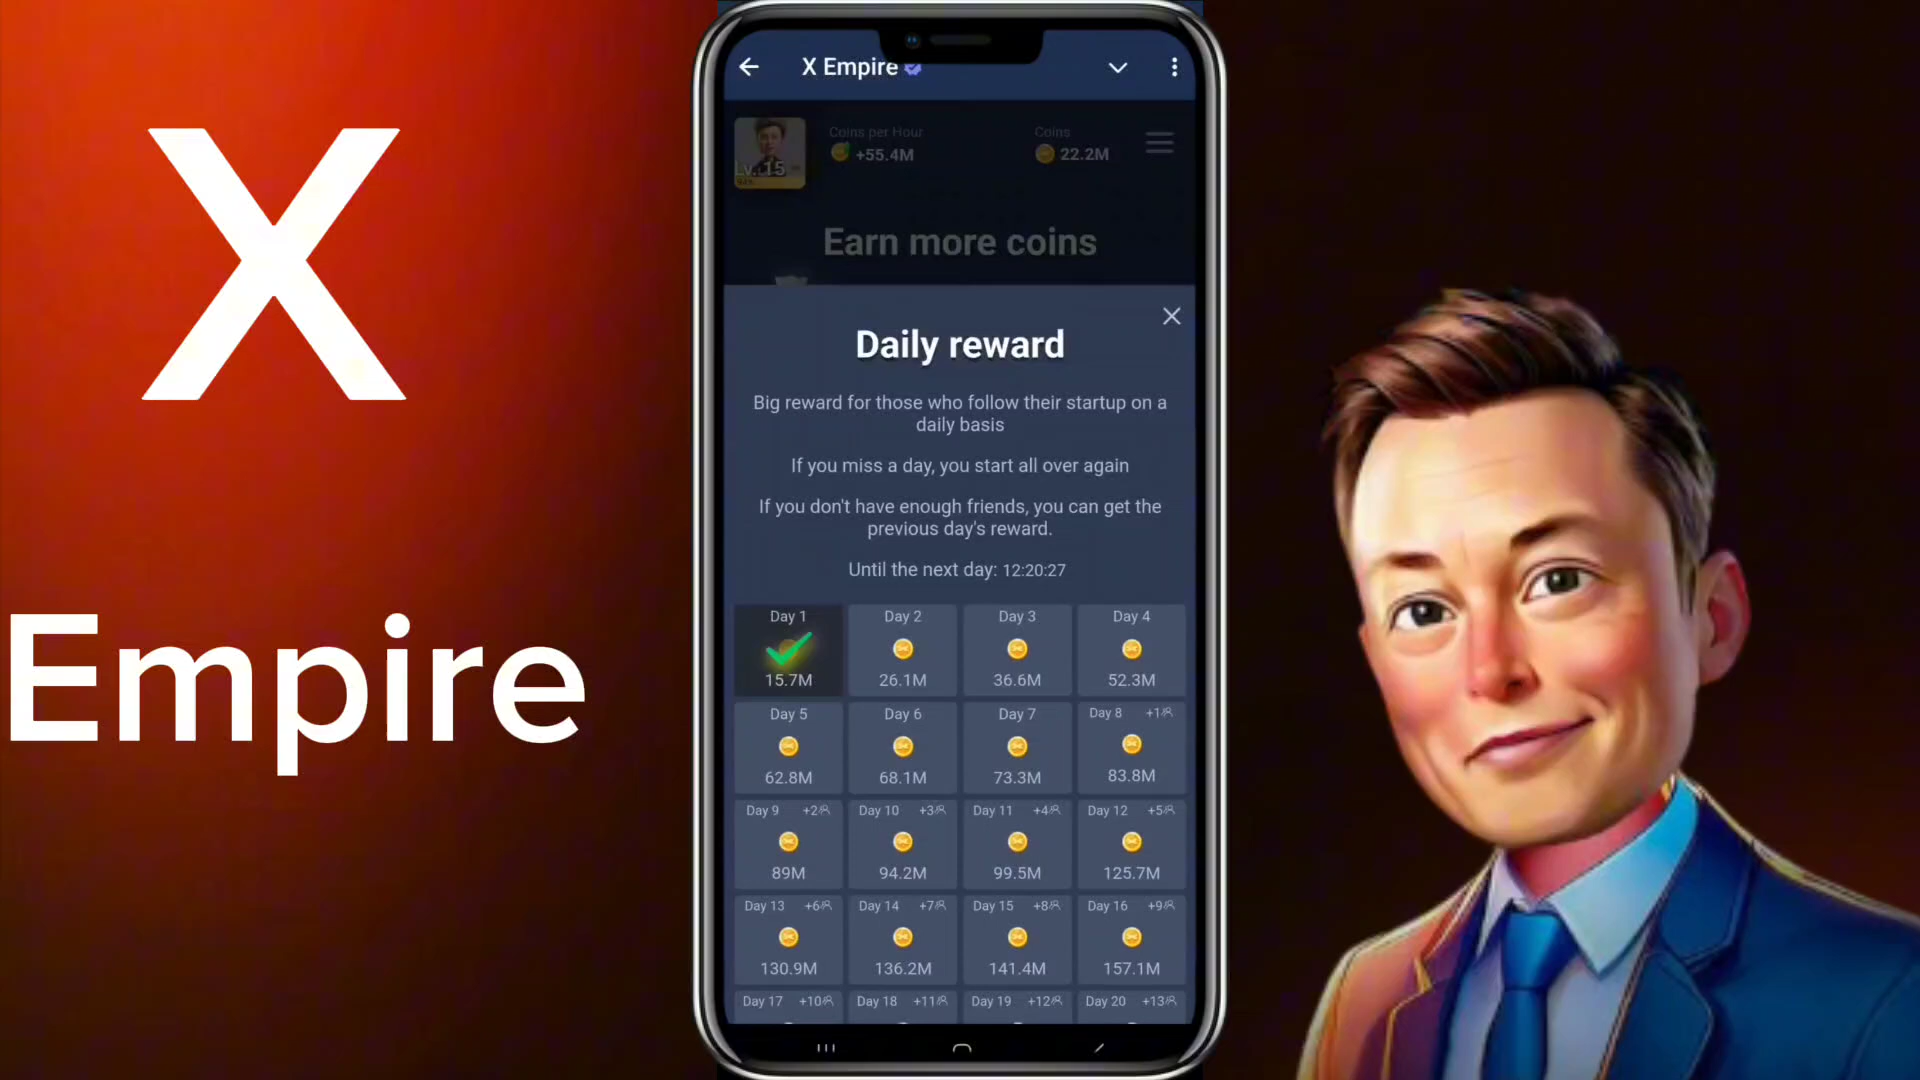 X
Empire
X Empire
Coins per Hour
+55.4M
Coins
22.2M
Lv. 15
Earn more coins
Daily reward
Big reward for those who follow their startup on a
daily basis
If you miss a day, you start all over again
If you don't have enough friends, you can get the
previous day's reward.
Until the next day: 12:20:27
Day 1
15.7M
Day 2
26.1M
Day 3
36.6M
Day 4
52.3M
Day 5
62.8M
Day 6
68.1M
Day 7
73.3M
Day 8 +1
83.8M
Day 9 +2
89M
Day 10 +3
94.2M
Day 11 +4
99.5M
Day 12 +5
125.7M
Day 13 +6
130.9M
Day 14 +7
136.2M
Day 15 +8
141.4M
Day 16 +9
157.1M
Day 17 +10
Day 18 +11
Day 19 +12
Day 20 +13